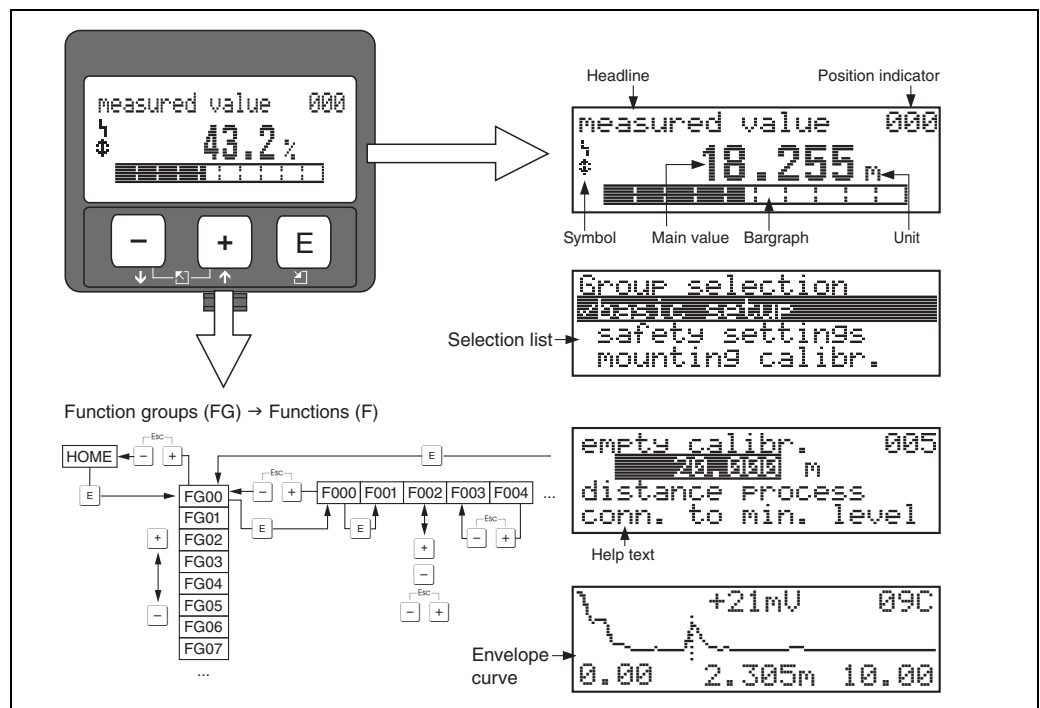 measured value 000
43.2 %
− + E
Headline
Position indicator
measured value 000
18.255 m
Symbol
Main value
Bargraph
Unit
Group selection
basic setup
safety settings
mounting calibr.
Selection list
Function groups (FG) → Functions (F)
HOME
Esc
− +
E
E
FG00
FG01
FG02
FG03
FG04
FG05
FG06
FG07
...
+
−
Esc
− +
E
F000 F001 F002 F003 F004 ...
E
+
−
Esc
− +
Esc
− +
empty calibr. 005
20.000 m
distance process
conn. to min. level
Help text
+21mV 09C
0.00 2.305m 10.00
Envelope
curve